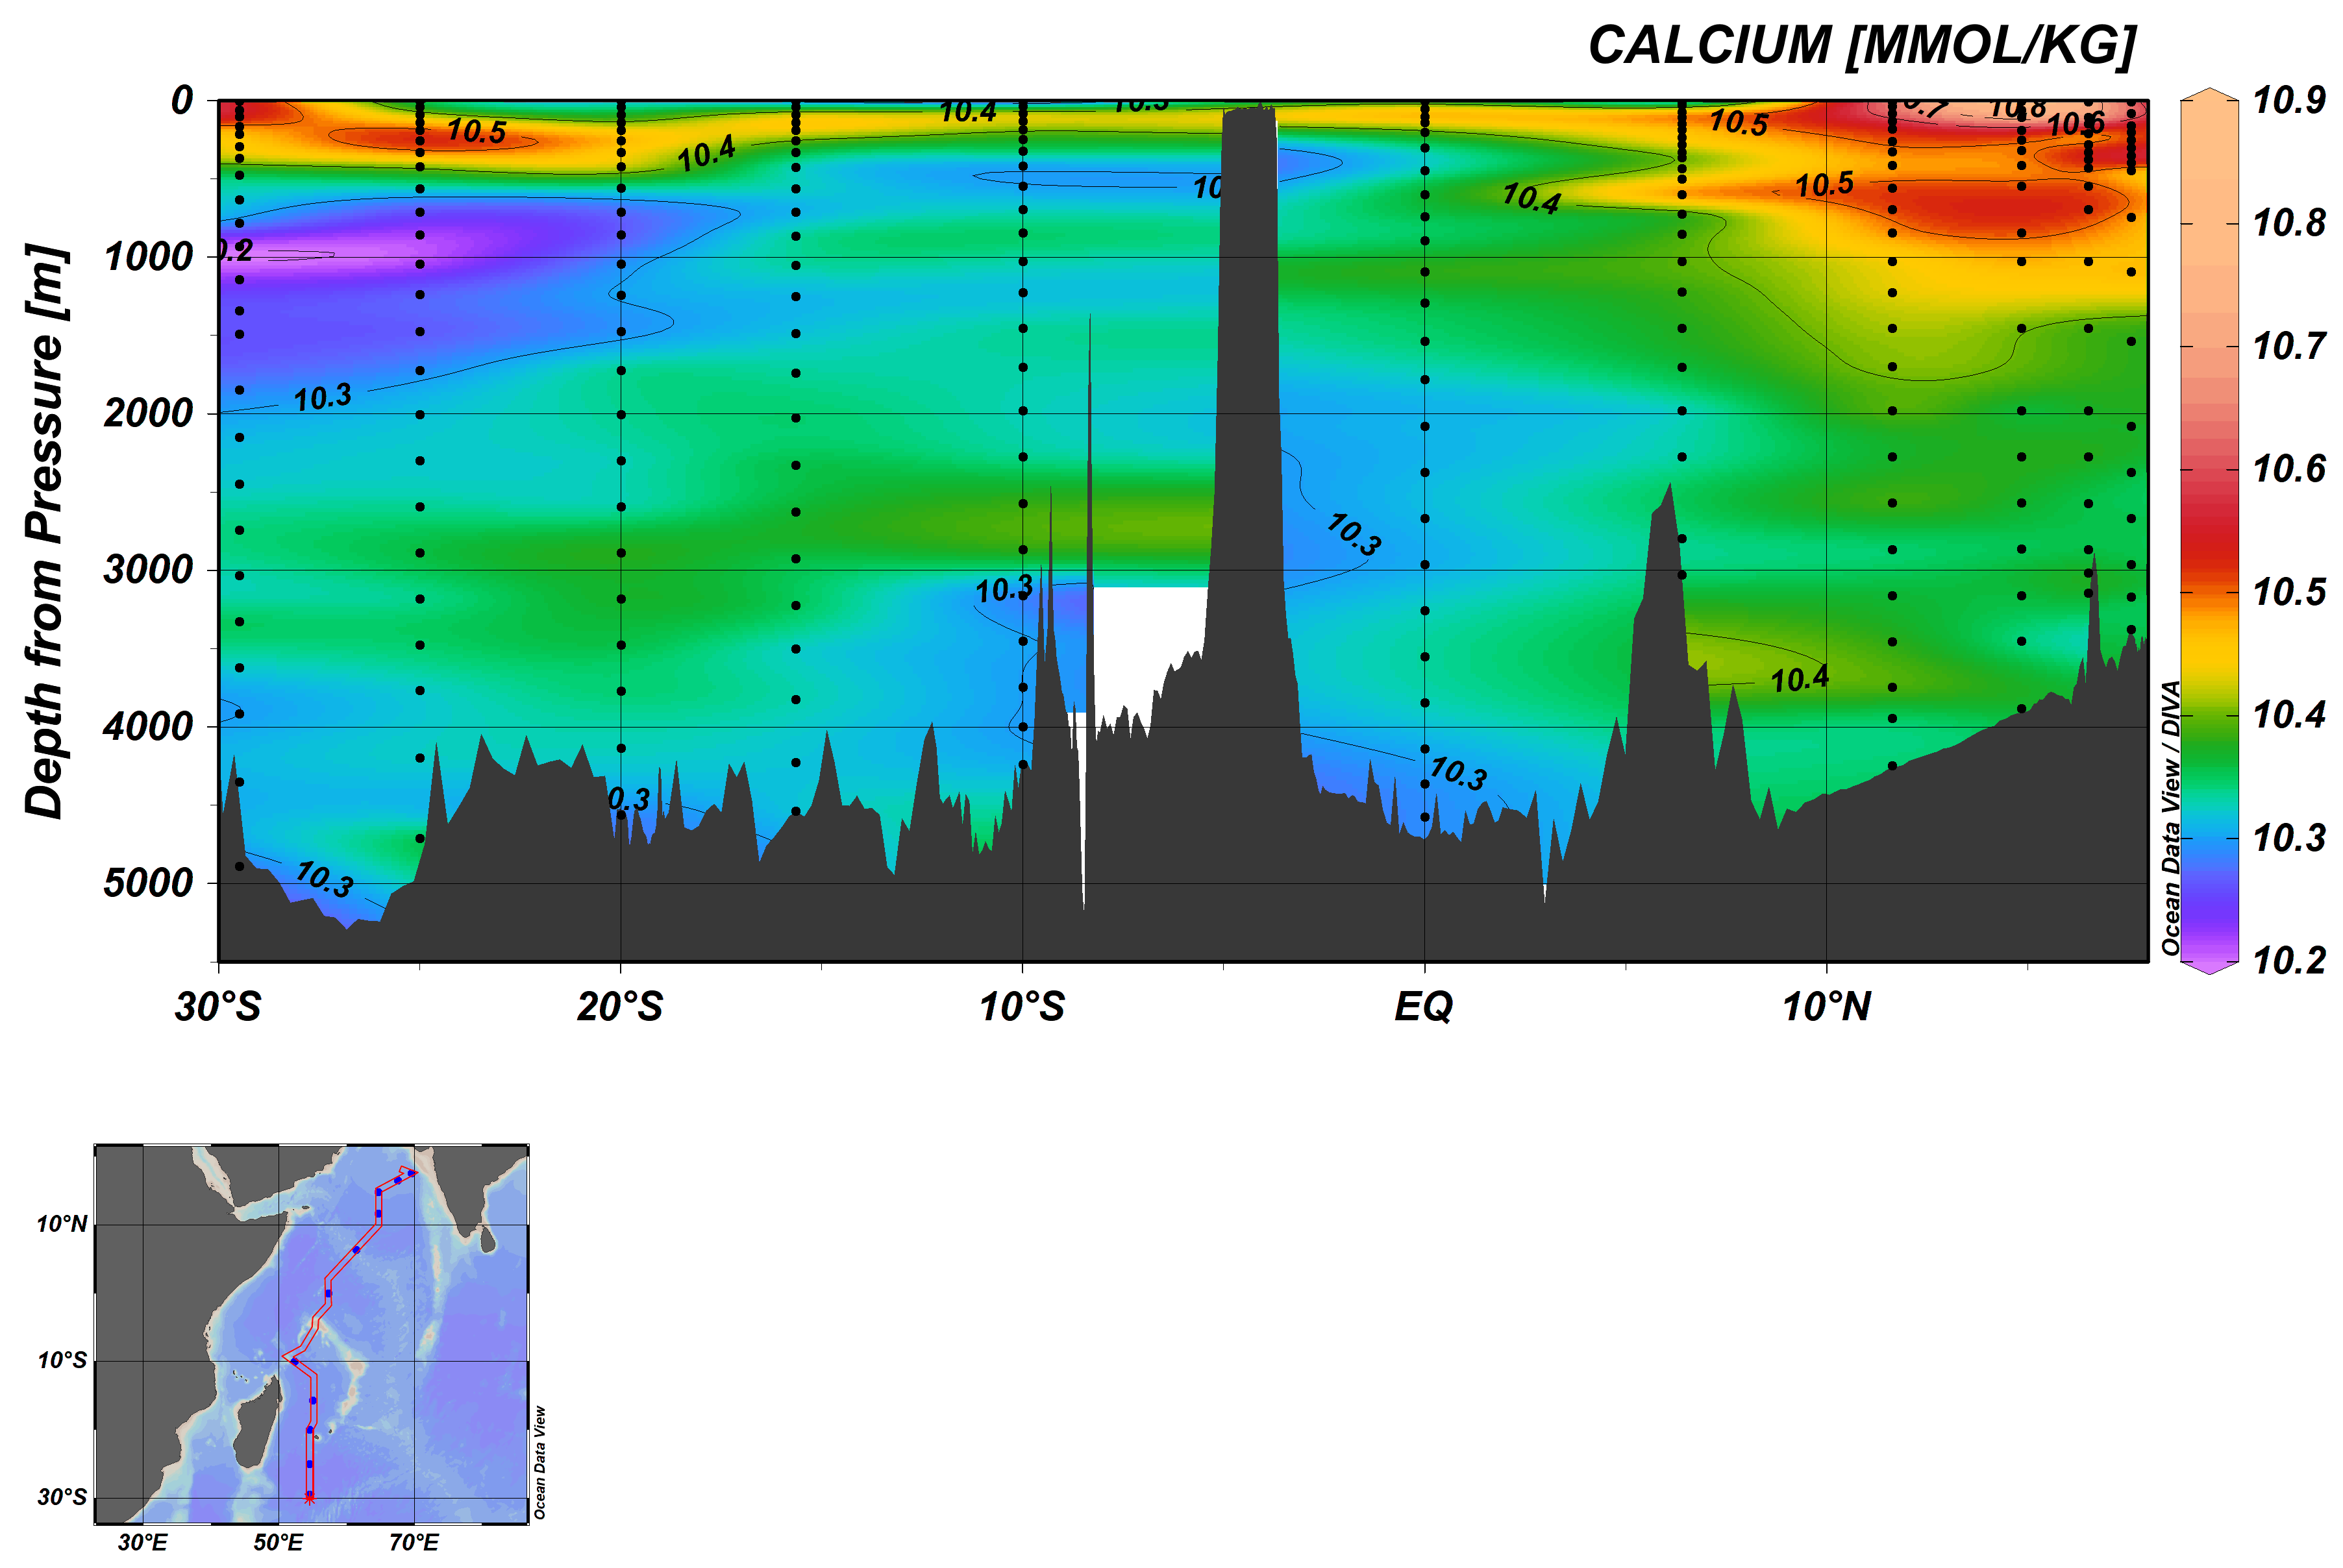 CALCIUM [MMOL/KG]
Depth from Pressure [m]
0
1000
2000
3000
4000
5000
30°S
20°S
10°S
EQ
10°N
10.5
10.4
10.4
10.4
10.5
10.5
10.8
10.6
10.3
10.3
10.3
10.4
10.3
10.3
Ocean Data View / DIVA
10.9
10.8
10.7
10.6
10.5
10.4
10.3
10.2
10°N
10°S
30°S
30°E
50°E
70°E
Ocean Data View